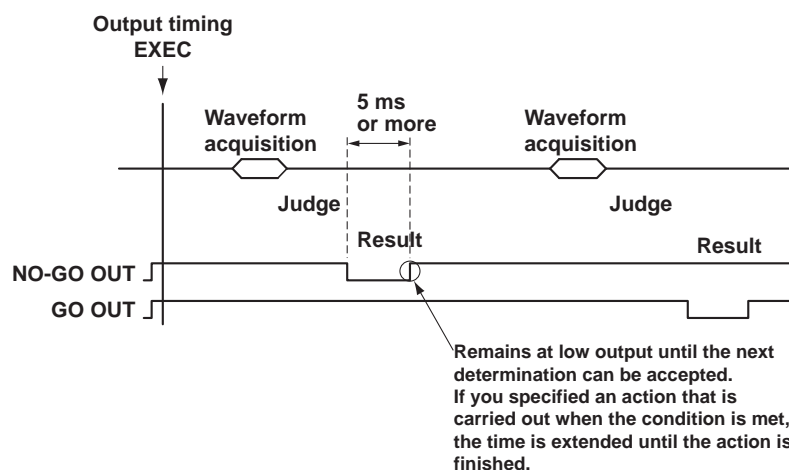 Output timing
EXEC
5 ms
or more
Waveform
acquisition
Waveform
acquisition
Judge
Judge
Result
Result
NO-GO OUT
GO OUT
Remains at low output until the next
determination can be accepted.
If you specified an action that is
carried out when the condition is met,
the time is extended until the action is
finished.